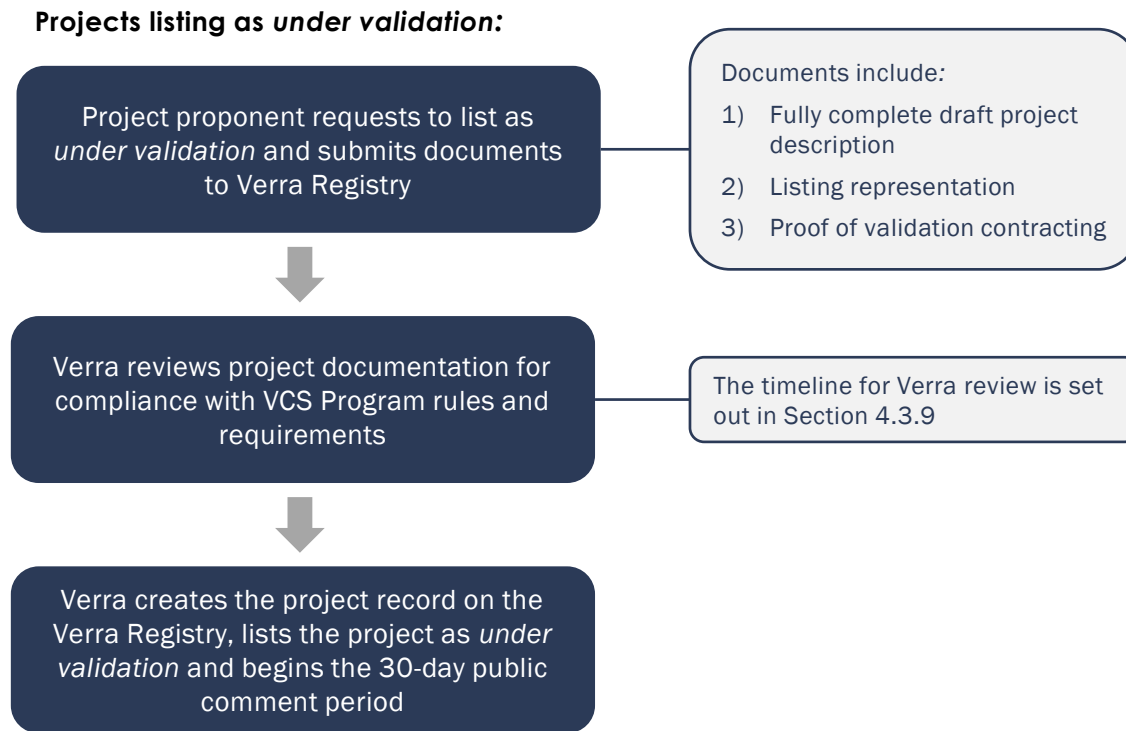 Projects listing as under validation:
Project proponent requests to list as
under validation and submits documents
to Verra Registry
Documents include:
1) Fully complete draft project
description
2) Listing representation
3) Proof of validation contracting
Verra reviews project documentation for
compliance with VCS Program rules and
requirements
The timeline for Verra review is set
out in Section 4.3.9
Verra creates the project record on the
Verra Registry, lists the project as under
validation and begins the 30-day public
comment period